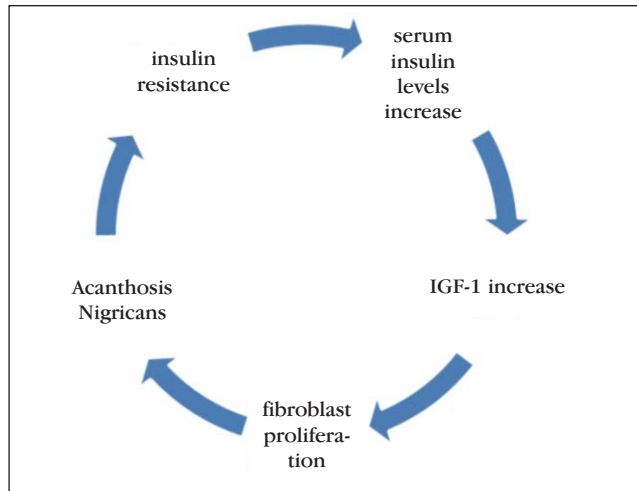 insulin
resistance
serum
insulin
levels
increase
IGF-1 increase
fibroblast
prolifera-
tion
Acanthosis
Nigricans